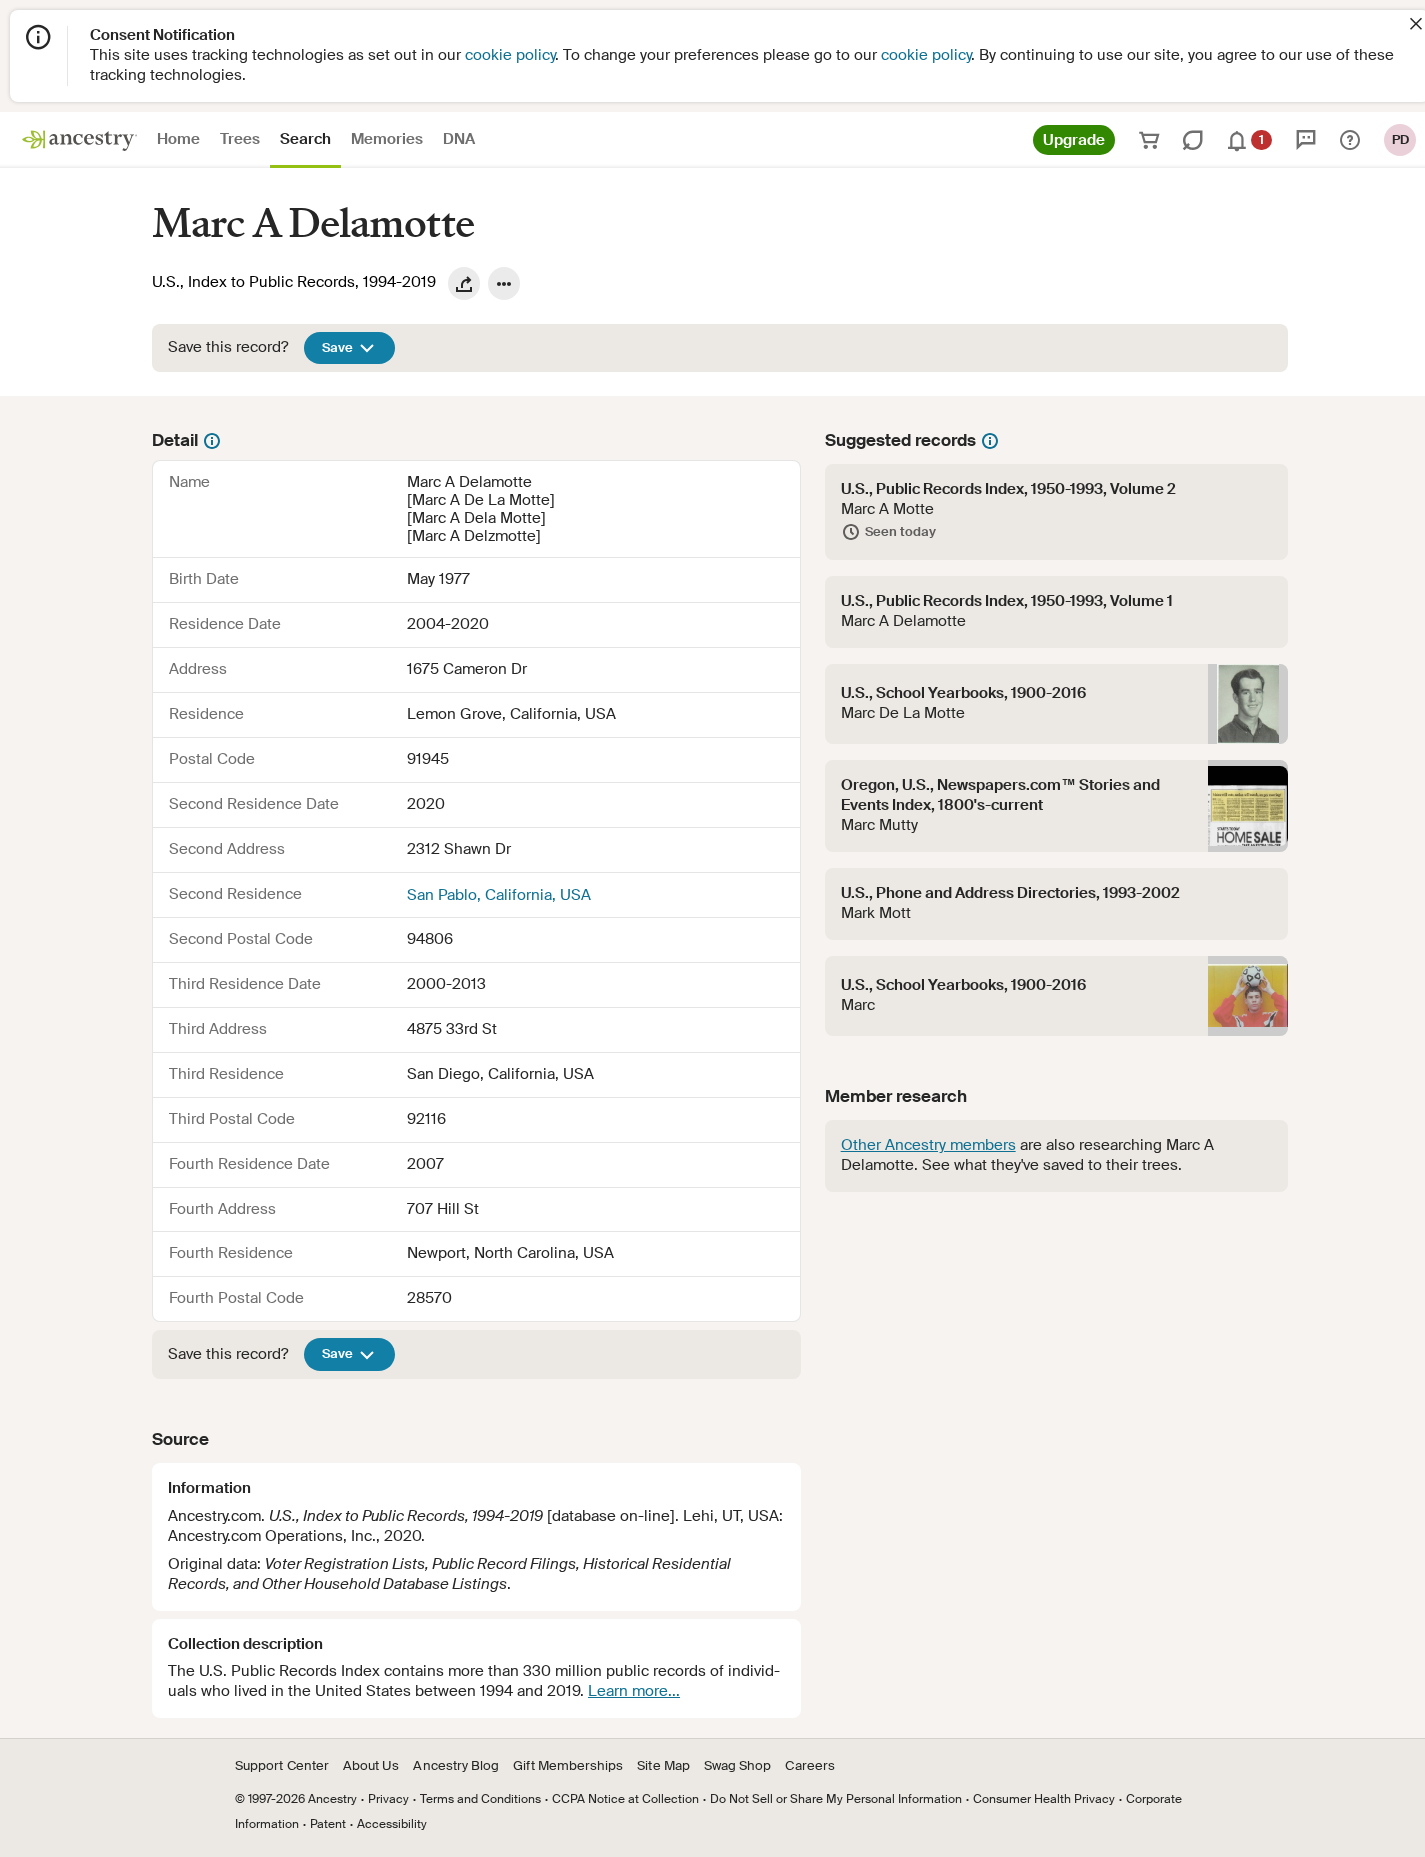 Consent Notification
This site uses tracking technologies as set out in our cookie policy. To change your preferences please go to our cookie policy. By continuing to use our site, you agree to our use of these
tracking technologies.
ancestry Home Trees Search Memories DNA Upgrade 1 PD
Marc A Delamotte
U.S., Index to Public Records, 1994-2019
Save this record? Save
Detail
Name Marc A Delamotte
[Marc A De La Motte]
[Marc A Dela Motte]
[Marc A Delzmotte]
Birth Date May 1977
Residence Date 2004-2020
Address 1675 Cameron Dr
Residence Lemon Grove, California, USA
Postal Code 91945
Second Residence Date 2020
Second Address 2312 Shawn Dr
Second Residence San Pablo, California, USA
Second Postal Code 94806
Third Residence Date 2000-2013
Third Address 4875 33rd St
Third Residence San Diego, California, USA
Third Postal Code 92116
Fourth Residence Date 2007
Fourth Address 707 Hill St
Fourth Residence Newport, North Carolina, USA
Fourth Postal Code 28570
Save this record? Save
Suggested records
U.S., Public Records Index, 1950-1993, Volume 2
Marc A Motte
Seen today
U.S., Public Records Index, 1950-1993, Volume 1
Marc A Delamotte
U.S., School Yearbooks, 1900-2016
Marc De La Motte
Oregon, U.S., Newspapers.com™ Stories and
Events Index, 1800's-current
Marc Mutty
HOME SALE
U.S., Phone and Address Directories, 1993-2002
Mark Mott
U.S., School Yearbooks, 1900-2016
Marc
Member research
Other Ancestry members are also researching Marc A
Delamotte. See what they've saved to their trees.
Source
Information
Ancestry.com. U.S., Index to Public Records, 1994-2019 [database on-line]. Lehi, UT, USA:
Ancestry.com Operations, Inc., 2020.
Original data: Voter Registration Lists, Public Record Filings, Historical Residential
Records, and Other Household Database Listings.
Collection description
The U.S. Public Records Index contains more than 330 million public records of individ-
uals who lived in the United States between 1994 and 2019. Learn more...
Support Center About Us Ancestry Blog Gift Memberships Site Map Swag Shop Careers
© 1997-2026 Ancestry • Privacy • Terms and Conditions • CCPA Notice at Collection • Do Not Sell or Share My Personal Information • Consumer Health Privacy • Corporate
Information • Patent • Accessibility